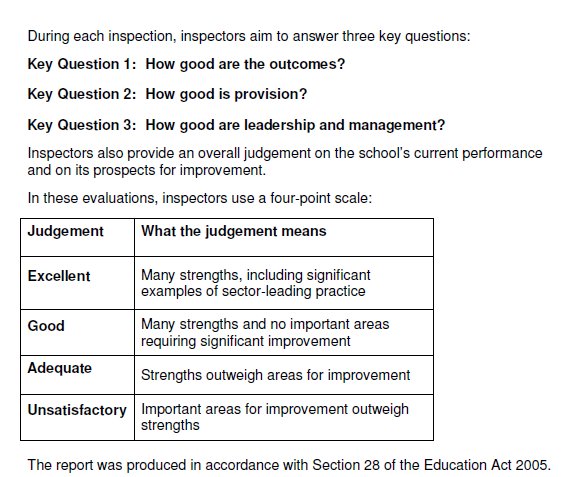 During each inspection, inspectors aim to answer three key questions:
Key Question 1: How good are the outcomes?
Key Question 2: How good is provision?
Key Question 3: How good are leadership and management?
Inspectors also provide an overall judgement on the school's current performance
and on its prospects for improvement.
In these evaluations, inspectors use a four-point scale:
Judgement What the judgement means
Excellent Many strengths, including significant
examples of sector-leading practice
Good Many strengths and no important areas
requiring significant improvement
Adequate Strengths outweigh areas for improvement
Unsatisfactory Important areas for improvement outweigh
strengths
The report was produced in accordance with Section 28 of the Education Act 2005.